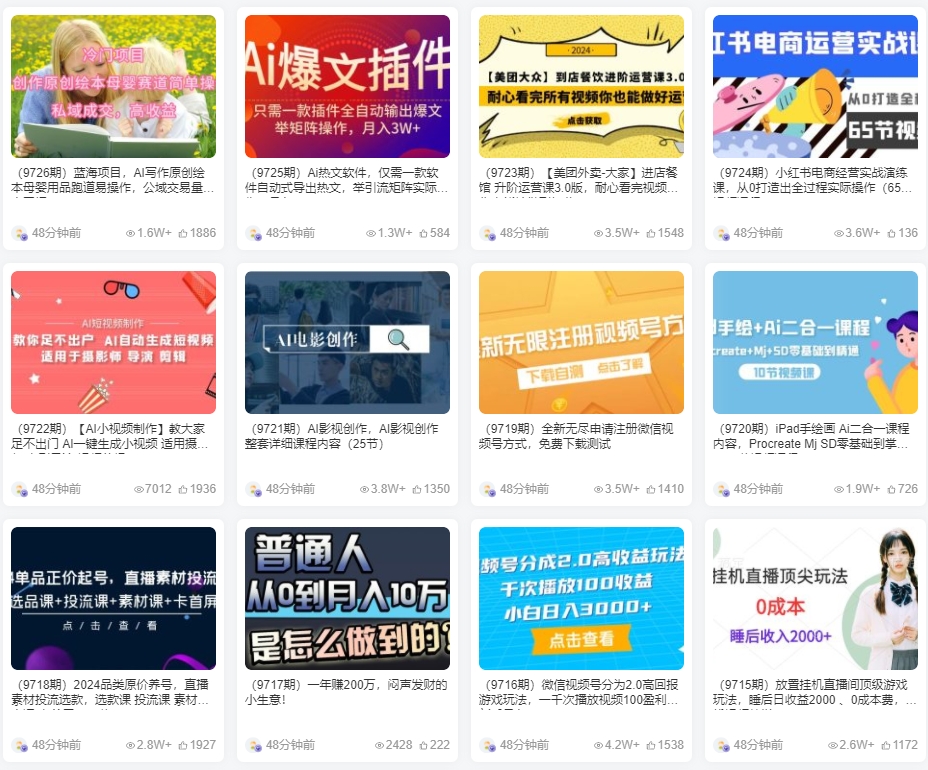 冷门项目
创作原创绘本母婴赛道简单操
私域成交，高收益
（9726期）蓝海项目，AI写作原创绘
本母婴用品跑道易操作，公域交易量...
48分钟前
1.6W+
1886
Ai爆文插件
只需一款插件全自动输出爆文
举矩阵操作，月入3W+
（9725期）Ai热文软件，仅需一款软
件自动式导出热文，举引流矩阵实际...
48分钟前
1.3W+
584
·2024·
【美团大众】到店餐饮进阶运营课3.0
耐心看完所有视频你也能做好运
点击获取
（9723期）【美团外卖-大家】进店餐
馆 升阶运营课3.0版，耐心看完视频...
48分钟前
3.5W+
1548
红书电商运营实战课
从0打造全
65节视
（9724期）小红书电商经营实战演练
课，从0打造出全过程实际操作（65...
48分钟前
3.6W+
136
AI短视频制作
教你足不出户 AI自动生成短视频
适用于摄影师 导演 剪辑
（9722期）【AI小视频制作】教大家
足不出门 AI一键生成小视频 适用摄...
48分钟前
7012
1936
AI电影创作
（9721期）AI影视创作，AI影视创作
整套详细课程内容（25节）
48分钟前
3.8W+
1350
新无限注册视频号方
下载自测 点击了解
（9719期）全新无尽申请注册微信视
频号方式，免费下载测试
48分钟前
3.5W+
1410
手绘+Ai二合一课程
create+Mj+SD零基础到精通
10节视频课
（9720期）iPad手绘画 Ai二合一课程
内容，Procreate Mj SD零基础到掌...
48分钟前
1.9W+
726
单品正价起号，直播素材投流
选品课+投流课+素材课+卡首屏
点 / 击 / 查 / 看
（9718期）2024品类原价养号，直播
素材投流选款，选款课 投流课 素材...
48分钟前
2.8W+
1927
普通人
从0到月入10万
是怎么做到的?
（9717期）一年赚200万，闷声发财的
小生意！
48分钟前
2428
222
频号分成2.0高收益玩法
千次播放100收益
小白日入3000+
点击查看
（9716期）微信视频号分为2.0高回报
游戏玩法，一千次播放视频100盈利...
48分钟前
4.2W+
1538
挂机直播顶尖玩法
0成本
睡后收入2000+
（9715期）放置挂机直播间顶级游戏
玩法，睡后日收益2000 、0成本费，...
48分钟前
2.6W+
1172